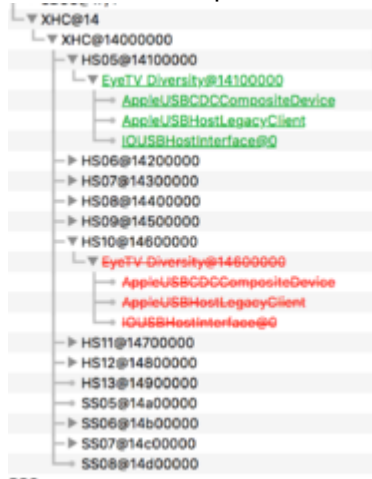 XHC@14
XHC@14000000
HS05@14100000
EyeTV Diversity@14100000
AppleUSBCDCCompositeDevice
AppleUSBHostLegacyClient
IOUSBHostInterface@0
HS06@14200000
HS07@14300000
HS08@14400000
HS09@14500000
HS10@14600000
EyeTV Diversity@14600000
AppleUSBCDCCompositeDevice
AppleUSBHostLegacyClient
IOUSBHostInterface@0
HS11@14700000
HS12@14800000
HS13@14900000
SS05@14a00000
SS06@14b00000
SS07@14c00000
SS08@14d00000